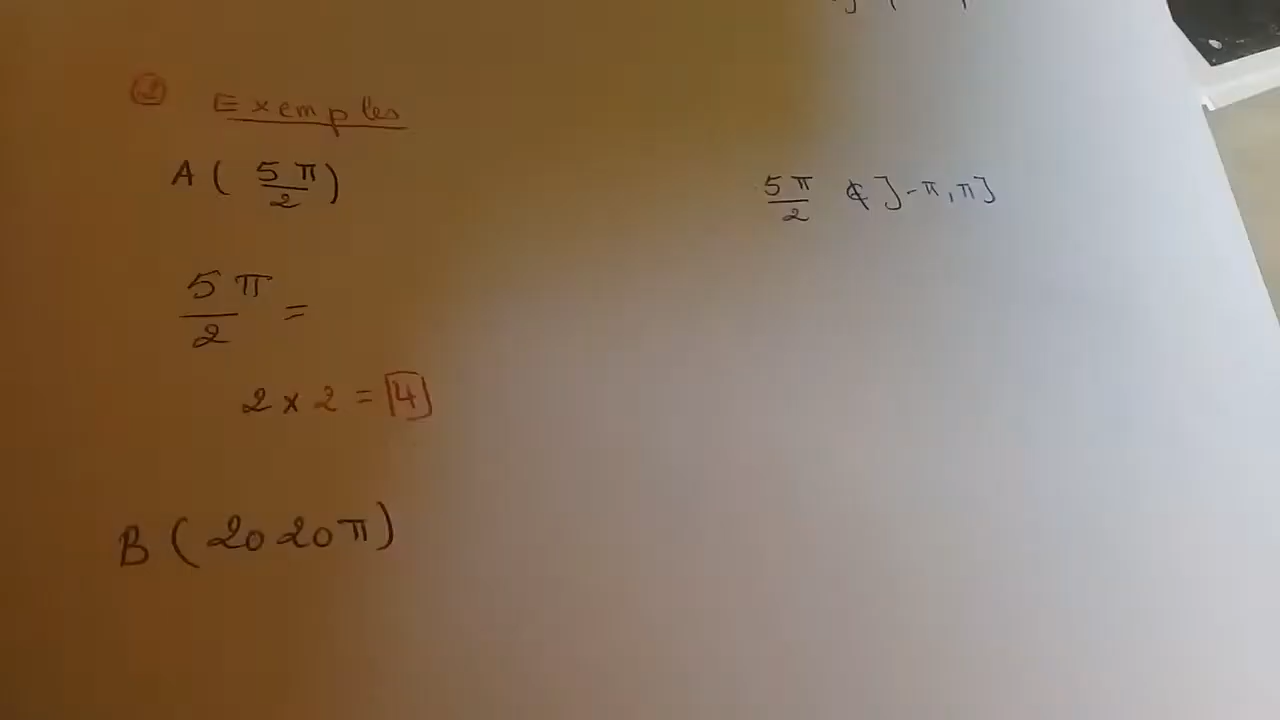 ② Exemples
A ( 5π/2 )
5π/2 ∉ ]-π, π]
5π/2 =
2 × 2 = 4
B ( 2020π )